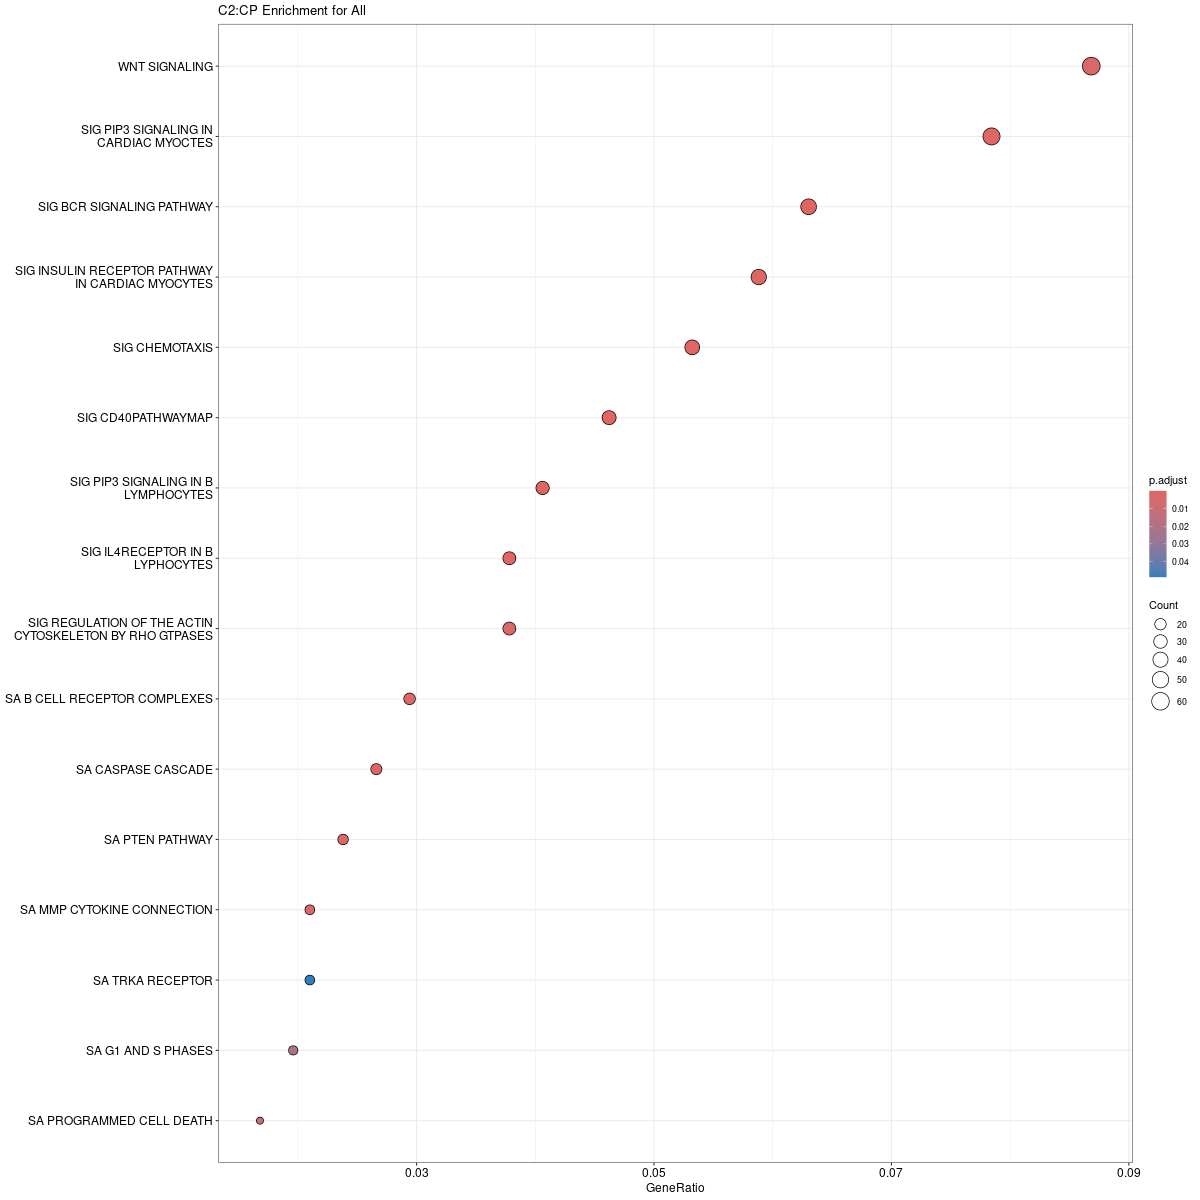 C2:CP Enrichment for All
WNT SIGNALING
SIG PIP3 SIGNALING IN
CARDIAC MYOCTES
SIG BCR SIGNALING PATHWAY
SIG INSULIN RECEPTOR PATHWAY
IN CARDIAC MYOCYTES
SIG CHEMOTAXIS
SIG CD40PATHWAYMAP
SIG PIP3 SIGNALING IN B
LYMPHOCYTES
SIG IL4RECEPTOR IN B
LYPHOCYTES
SIG REGULATION OF THE ACTIN
CYTOSKELETON BY RHO GTPASES
SA B CELL RECEPTOR COMPLEXES
SA CASPASE CASCADE
SA PTEN PATHWAY
SA MMP CYTOKINE CONNECTION
SA TRKA RECEPTOR
SA G1 AND S PHASES
SA PROGRAMMED CELL DEATH
0.03 0.05 0.07 0.09
GeneRatio
p.adjust
0.01
0.02
0.03
0.04
Count
20
30
40
50
60